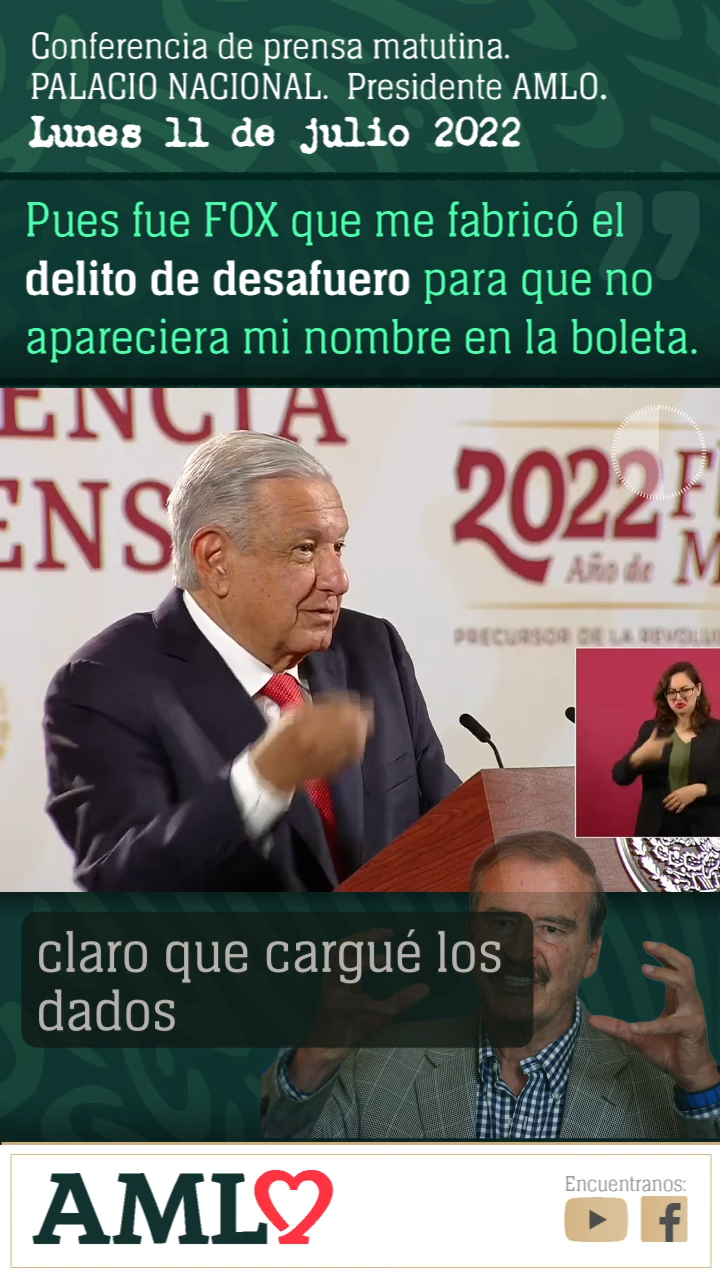 Conferencia de prensa matutina.
PALACIO NACIONAL. Presidente AMLO.
Lunes 11 de julio 2022
Pues fue FOX que me fabricó el
delito de desafuero para que no
apareciera mi nombre en la boleta.
2022
Año de
PRECURSOR DE LA
claro que cargué los
dados
AMLO
Encuentranos: